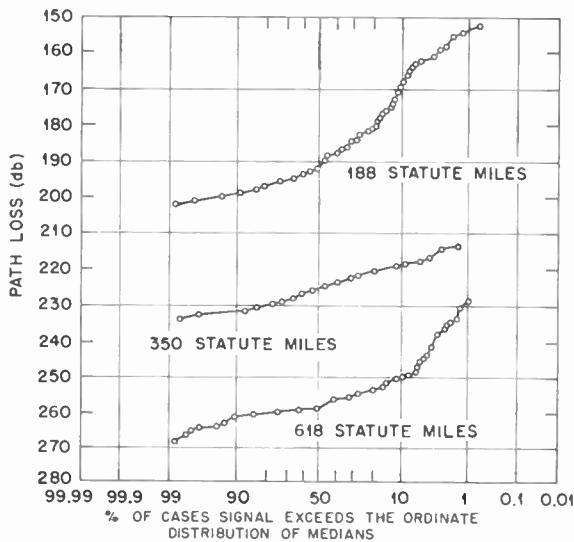 150
160
170
180
190
200
210
220
230
240
250
260
270
280
PATH LOSS (db)
188 STATUTE MILES
350 STATUTE MILES
618 STATUTE MILES
99.99 99.9 99 90 50 10 1 0.1 0.01
% OF CASES SIGNAL EXCEEDS THE ORDINATE
DISTRIBUTION OF MEDIANS